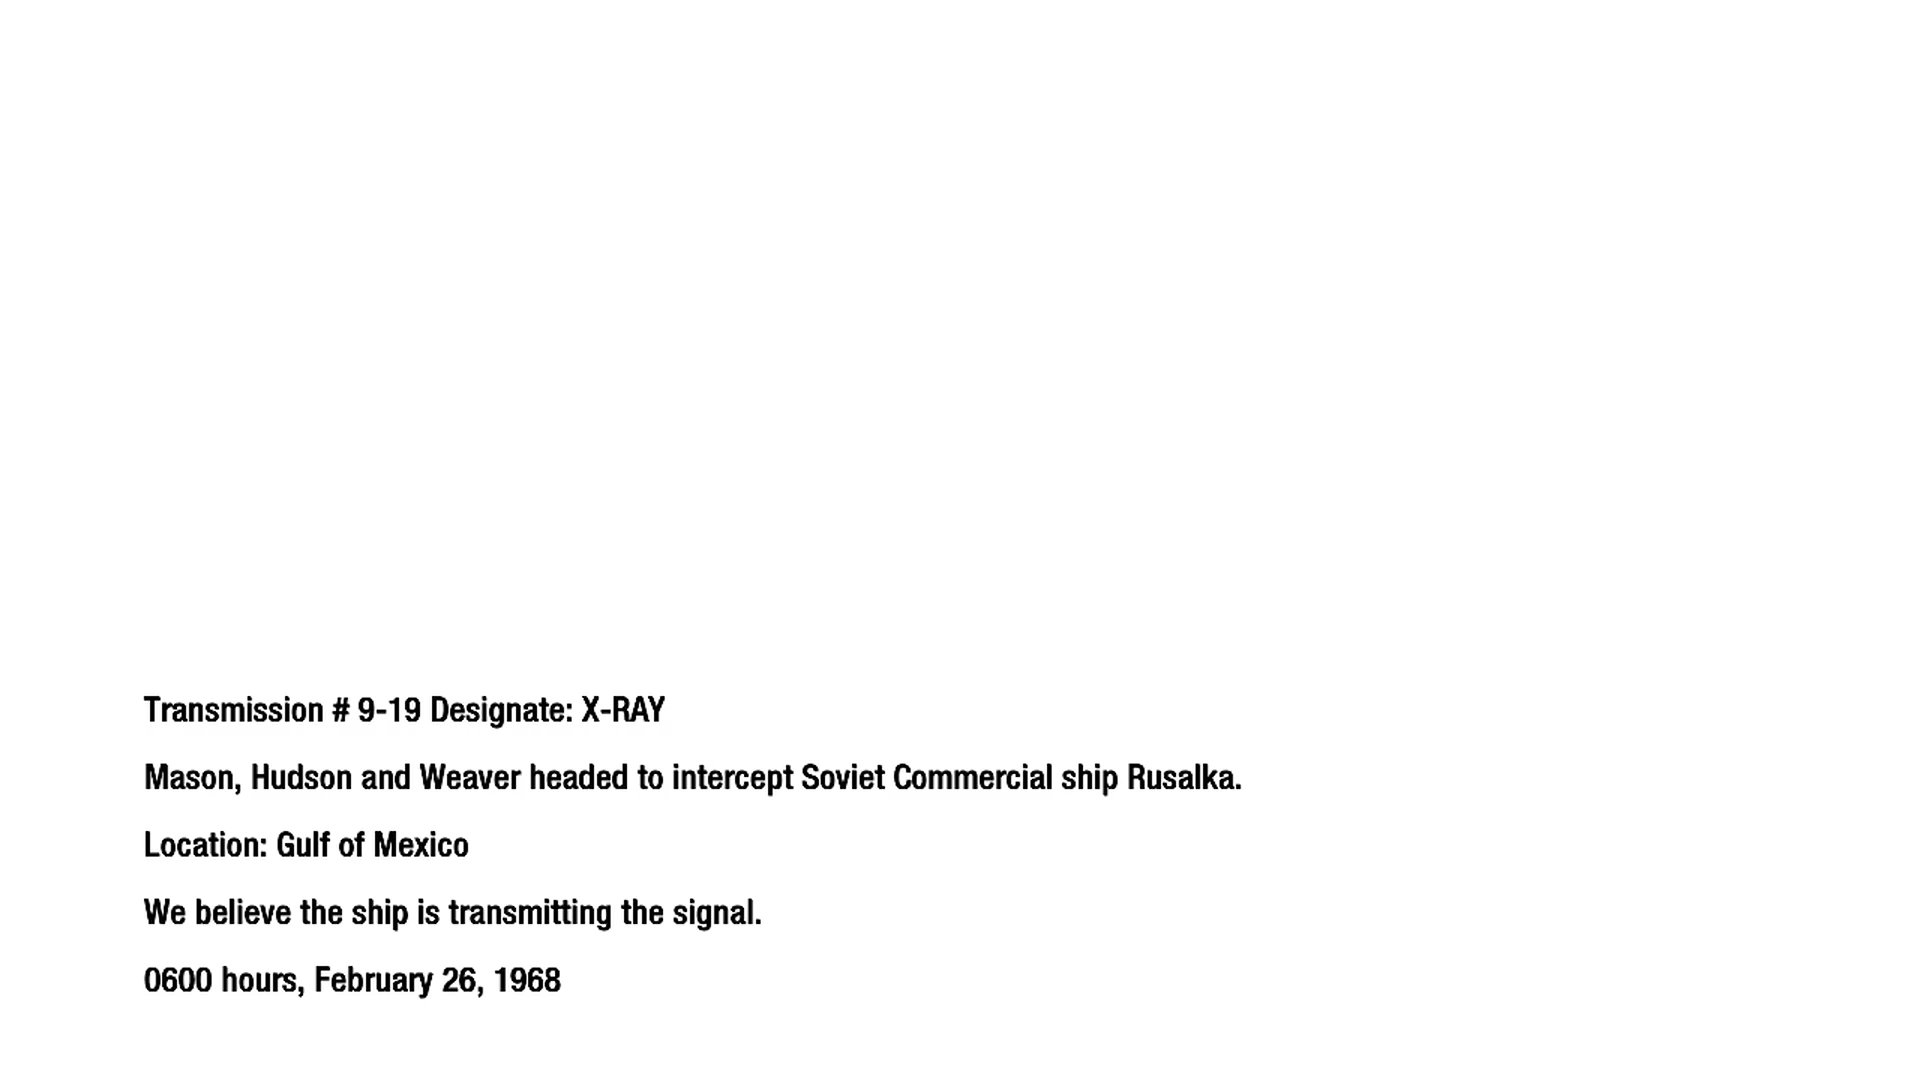 Transmission # 9-19 Designate: X-RAY
Mason, Hudson and Weaver headed to intercept Soviet Commercial ship Rusalka.
Location: Gulf of Mexico
We believe the ship is transmitting the signal.
0600 hours, February 26, 1968